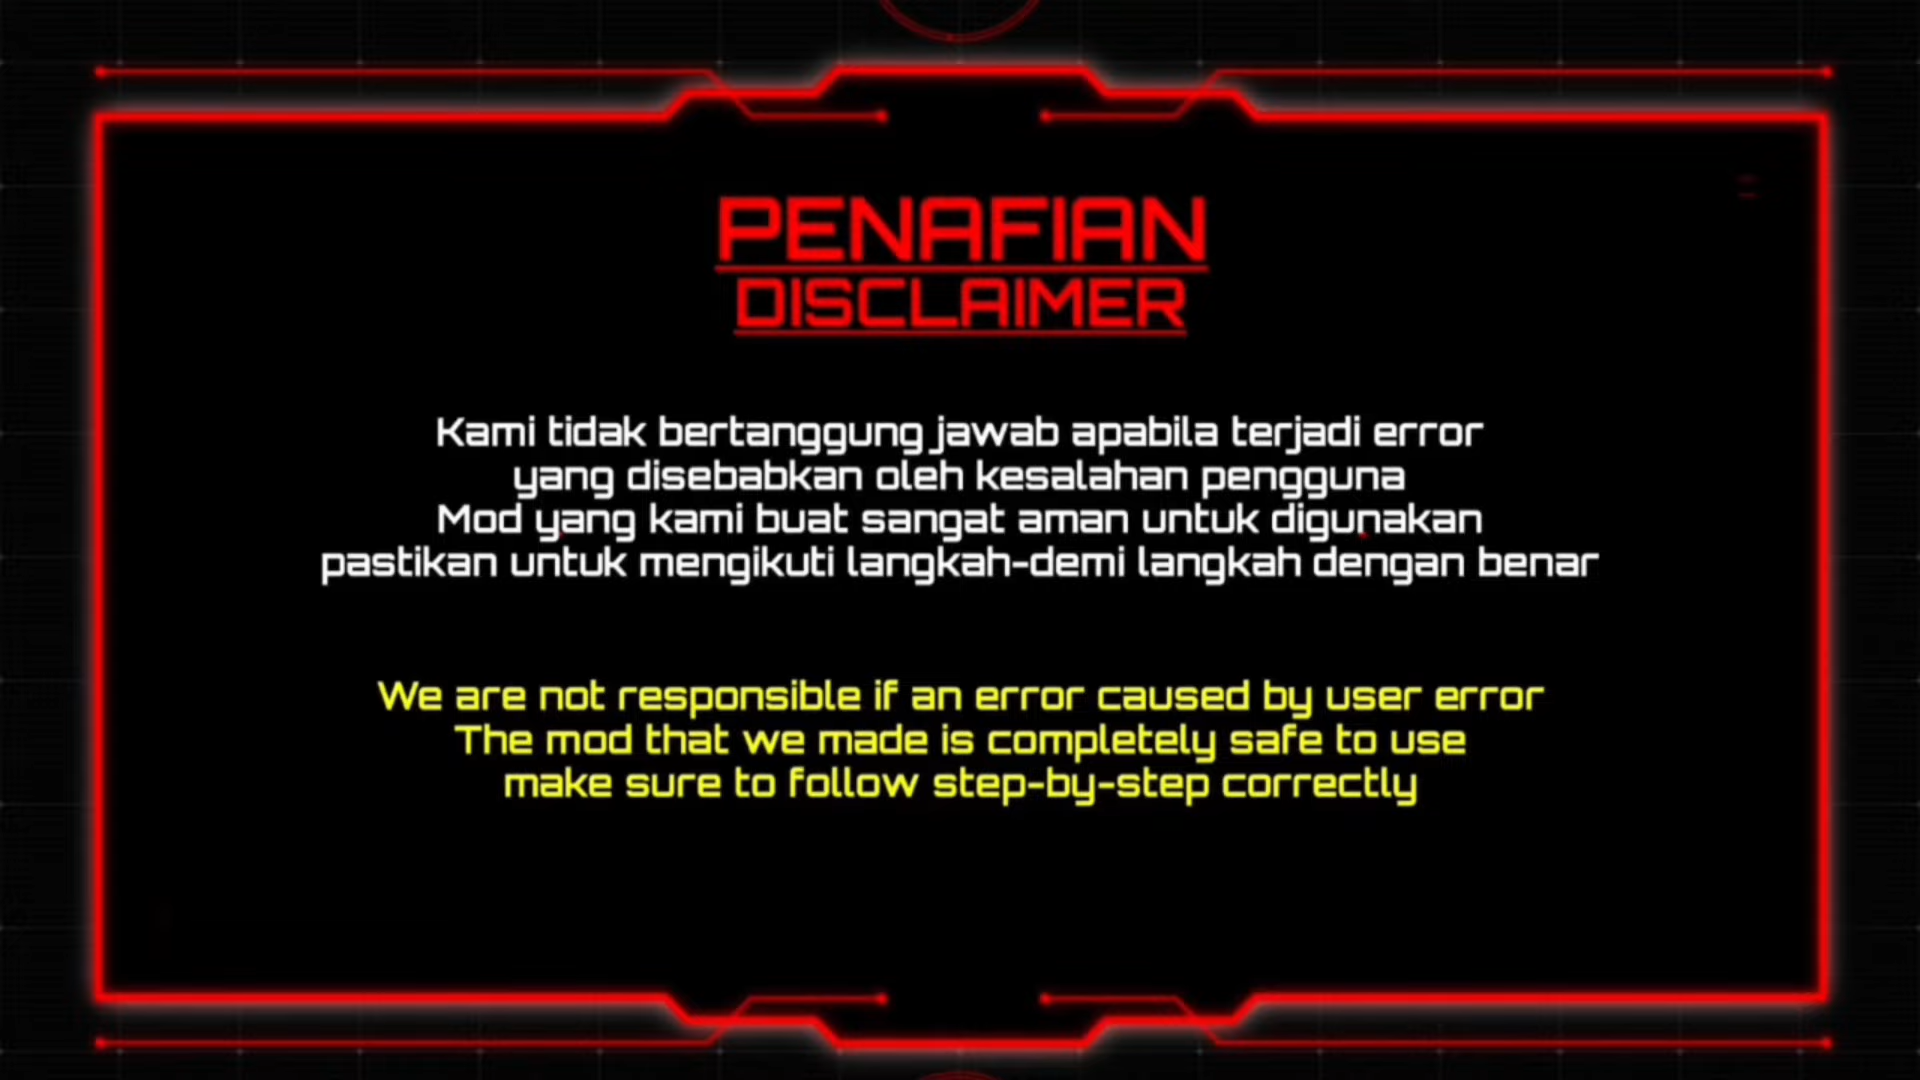 PENAFIAN
DISCLAIMER
Kami tidak bertanggung jawab apabila terjadi error
yang disebabkan oleh kesalahan pengguna
Mod yang kami buat sangat aman untuk digunakan
pastikan untuk mengikuti langkah-demi langkah dengan benar
We are not responsible if an error caused by user error
The mod that we made is completely safe to use
make sure to follow step-by-step correctly